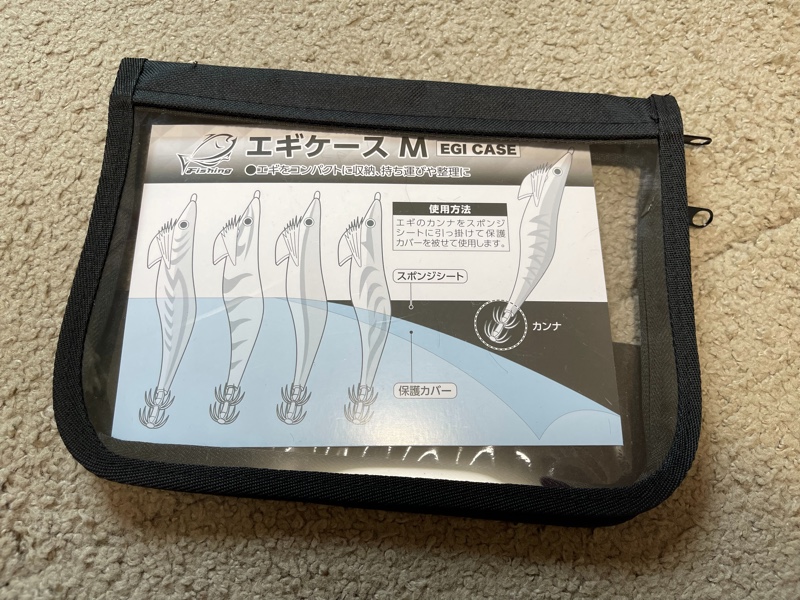 エギケース M EGI CASE
Fishing
●エギをコンパクトに収納、持ち運びや整理に
使用方法
エギのカンナをスポンジ
シートに引っ掛けて保護
カバーを被せて使用します。
スポンジシート
カンナ
保護カバー